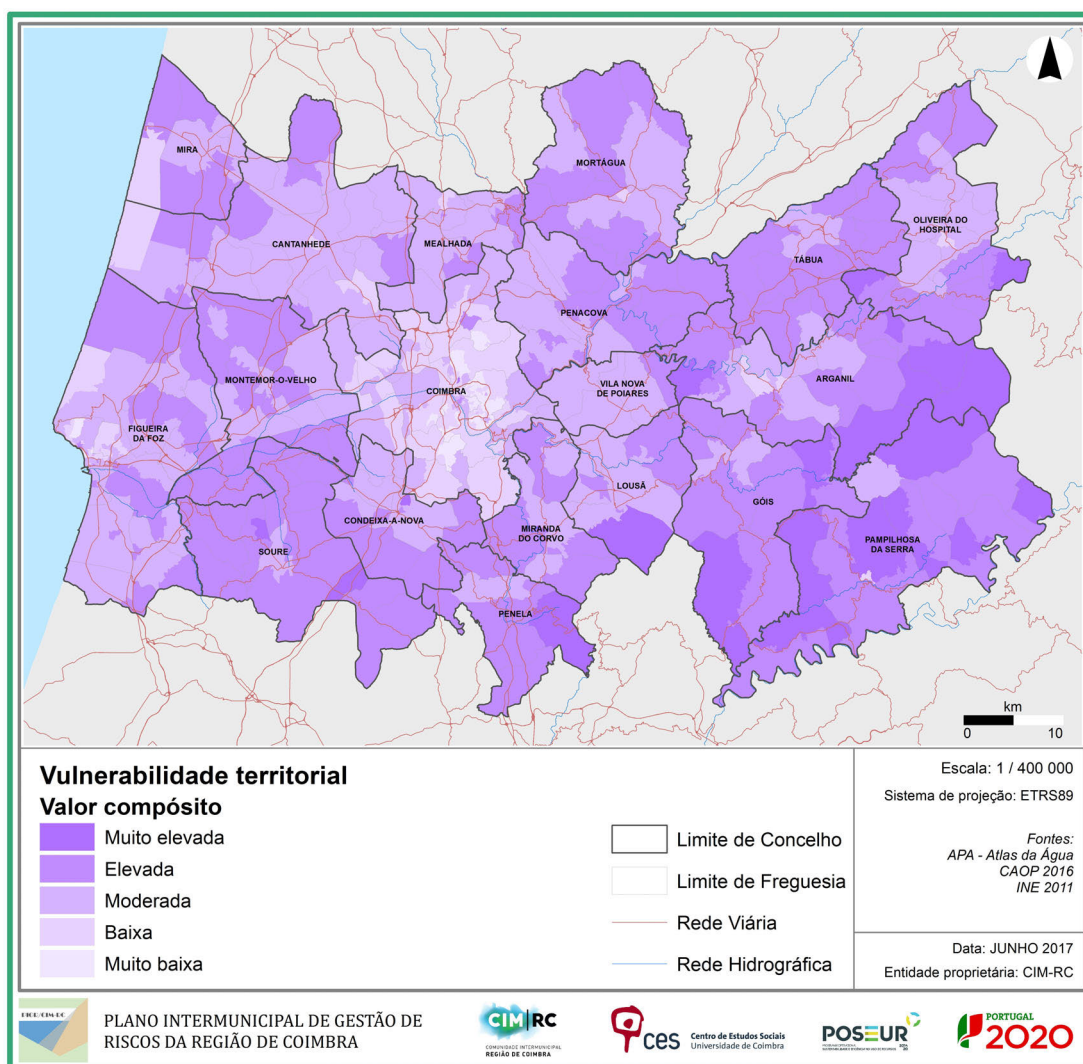 MIRA
MORTÁGUA
OLIVEIRA DO
HOSPITAL
CANTANHEDE
MEALHADA
TÁBUA
PENACOVA
MONTEMOR-O-VELHO
COIMBRA
VILA NOVA
DE POIARES
ARGANIL
FIGUEIRA
DA FOZ
LOUSÃ
GÓIS
CONDEIXA-A-NOVA
MIRANDA
DO CORVO
SOURE
PAMPILHOSA
DA SERRA
PENELA
km
0 10
Vulnerabilidade territorial
Valor compósito
Muito elevada
Elevada
Moderada
Baixa
Muito baixa
Limite de Concelho
Limite de Freguesia
Rede Viária
Rede Hidrográfica
Escala: 1 / 400 000
Sistema de projeção: ETRS89
Fontes:
APA - Atlas da Água
CAOP 2016
INE 2011
Data: JUNHO 2017
Entidade proprietária: CIM-RC
PIGR/CIM-RC
PLANO INTERMUNICIPAL DE GESTÃO DE
RISCOS DA REGIÃO DE COIMBRA
CIM|RC
COMUNIDADE INTERMUNICIPAL
REGIÃO DE COIMBRA
ces
Centro de Estudos Sociais
Universidade de Coimbra
POSEUR
PORTUGAL
2020